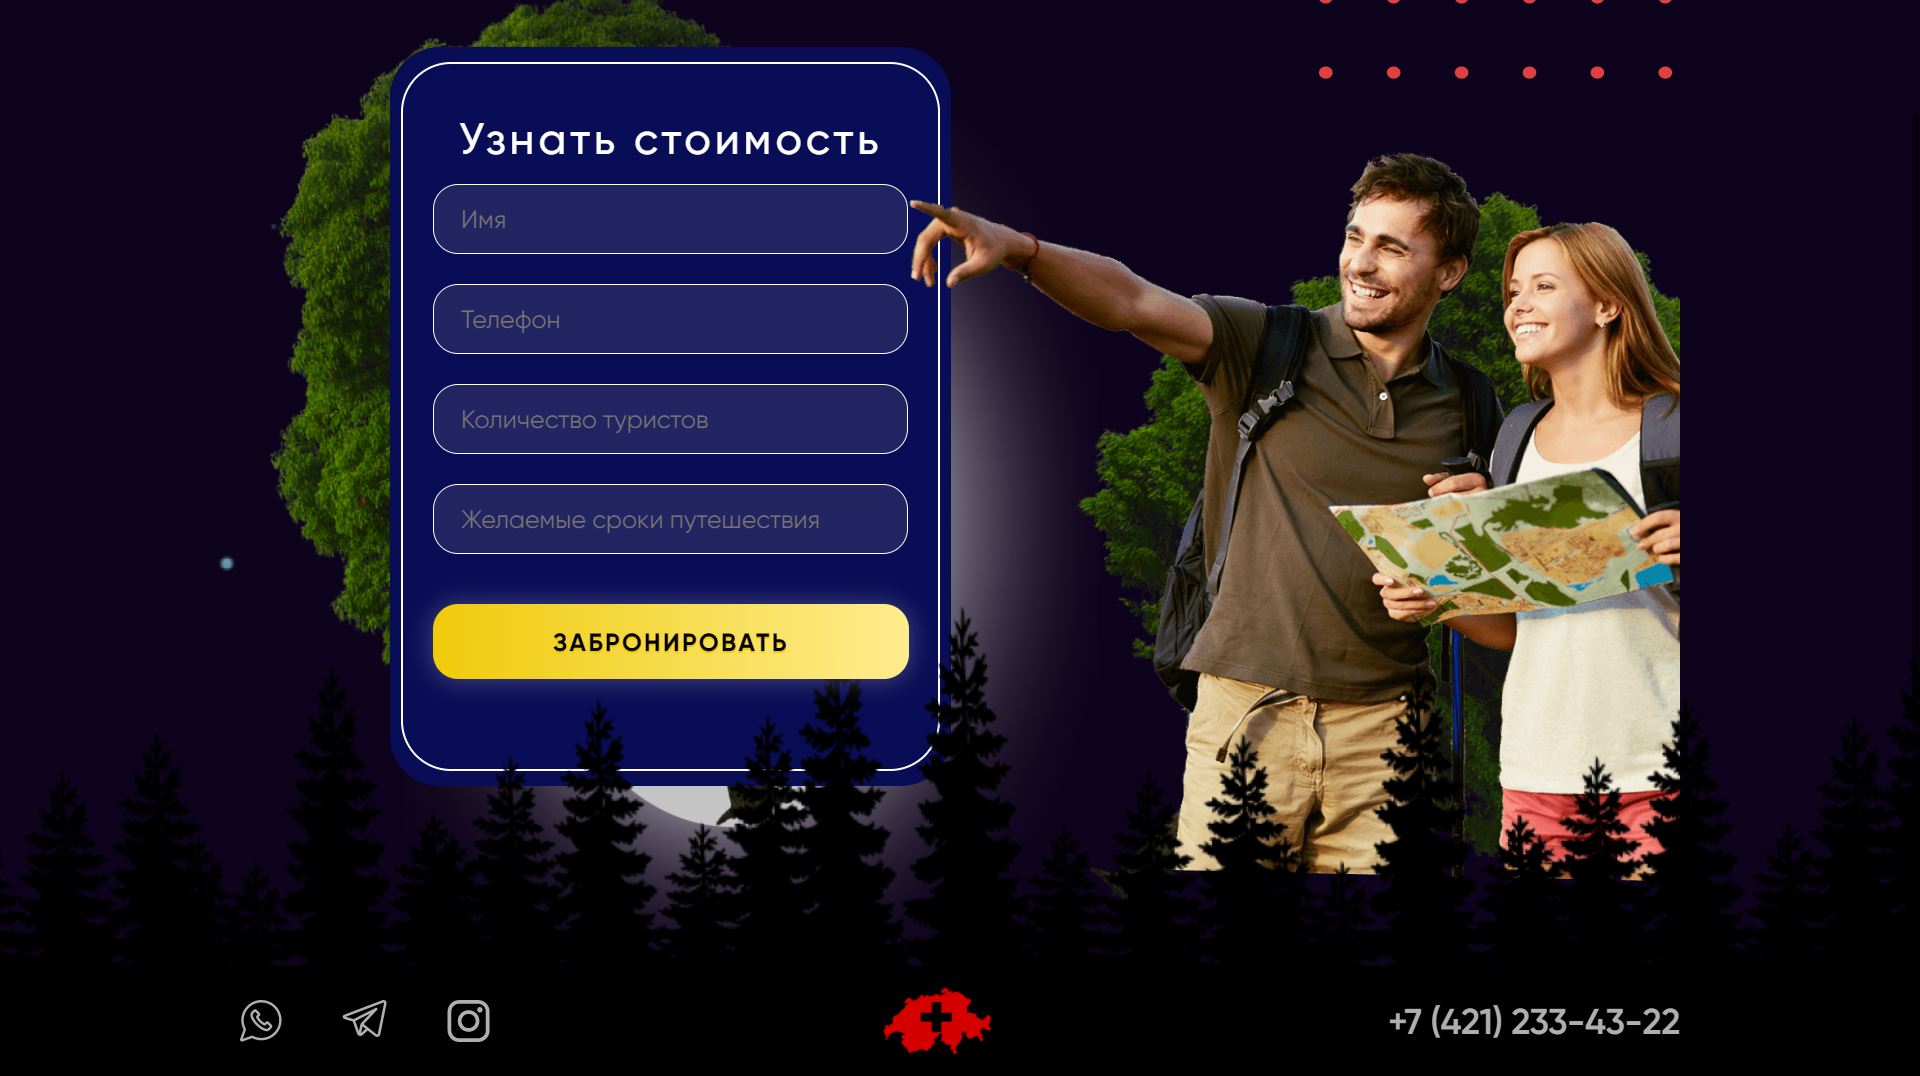 Узнать стоимость
Имя
Телефон
Количество туристов
Желаемые сроки путешествия
ЗАБРОНИРОВАТЬ
+7 (421) 233-43-22